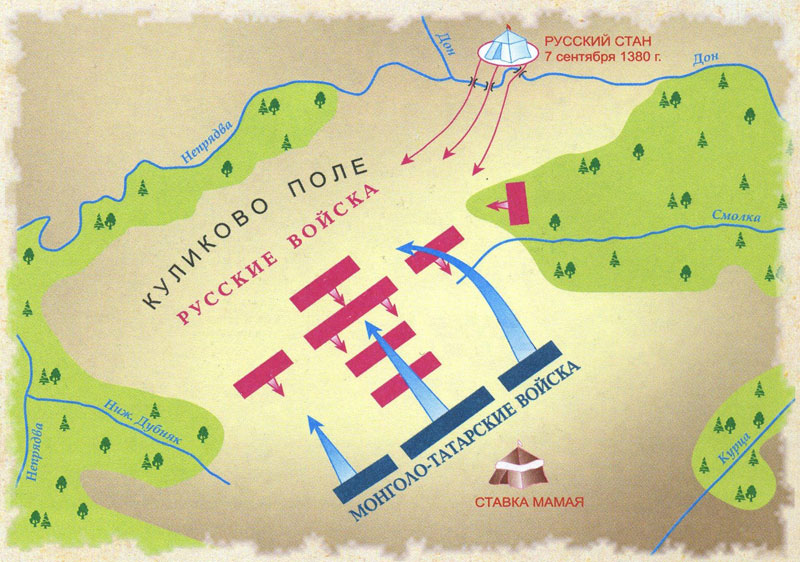 Дон
РУССКИЙ СТАН
7 сентября 1380 г.
Дон
Непрядва
КУЛИКОВО ПОЛЕ
РУССКИЕ ВОЙСКА
Смолка
МОНГОЛО-ТАТАРСКИЕ ВОЙСКА
Ниж. Дубняк
Непрядва
Курца
СТАВКА МАМАЯ